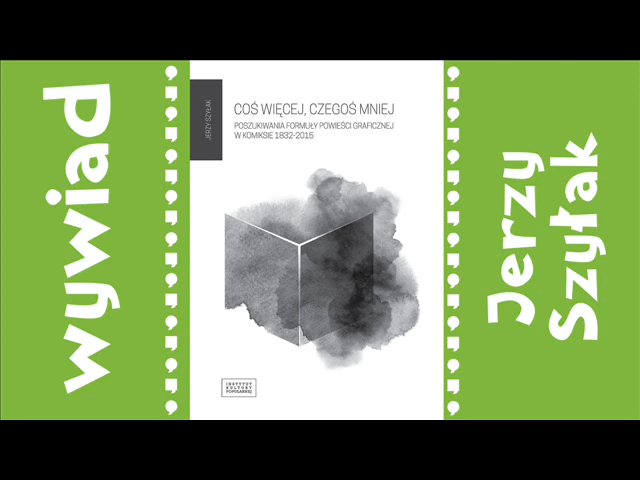 wywiad
JERZY SZYŁAK
COŚ WIĘCEJ, CZEGOŚ MNIEJ
POSZUKIWANIA FORMUŁY POWIEŚCI GRAFICZNEJ
W KOMIKSIE 1832-2015
INSTYTUT
KULTURY
POPULARNEJ
Jerzy
Szyłak